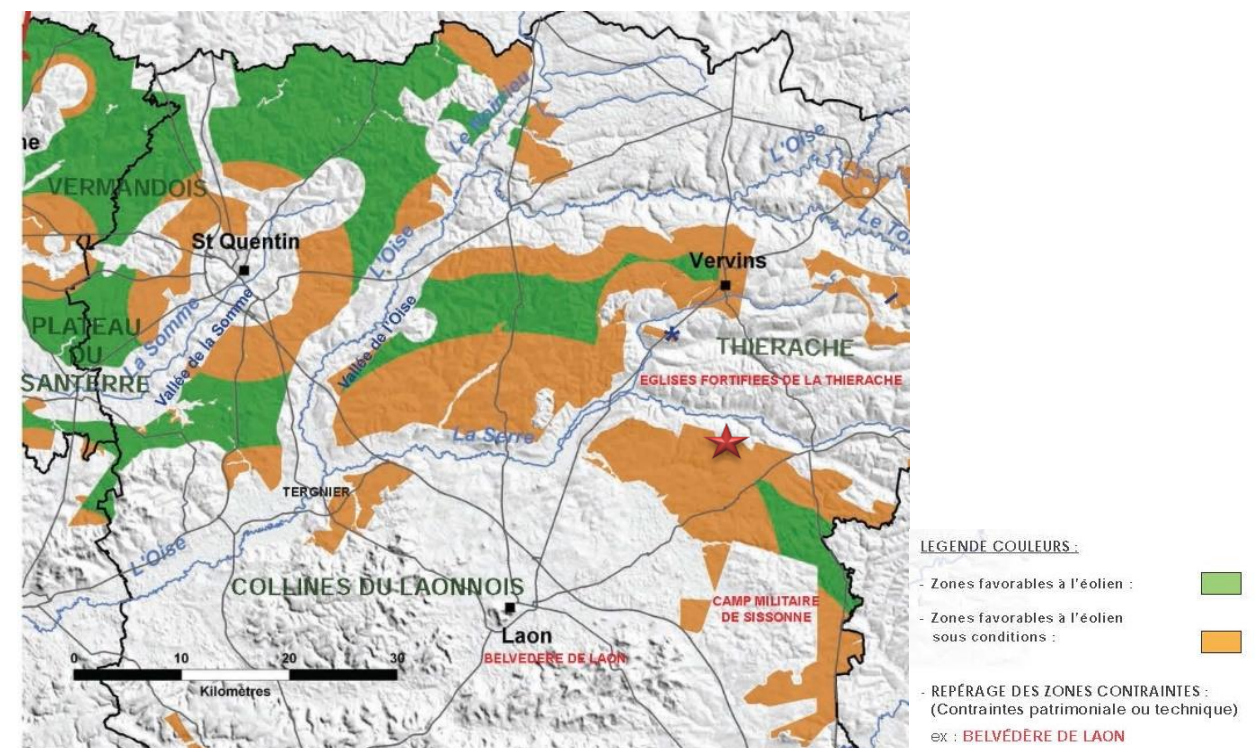 Le Noirrieu
L'Oise
VERMANDOIS
Le To
St Quentin
L'Oise
Vervins
PLATEAU
DU
SANTERRE
La Somme
Vallée de la Somme
Vallée de l'Oise
*
THIERACHE
EGLISES FORTIFIEES DE LA THIERACHE
La Serre
TERGNIER
L'Oise
COLLINES DU LAONNOIS
CAMP MILITAIRE
DE SISSONNE
Laon
BELVEDERE DE LAON
0 10 20 30
Kilomètres
LEGENDE COULEURS :
- Zones favorables à l'éolien :
- Zones favorables à l'éolien
sous conditions :
- REPÉRAGE DES ZONES CONTRAINTES :
(Contraintes patrimoniale ou technique)
ex : BELVÉDÈRE DE LAON